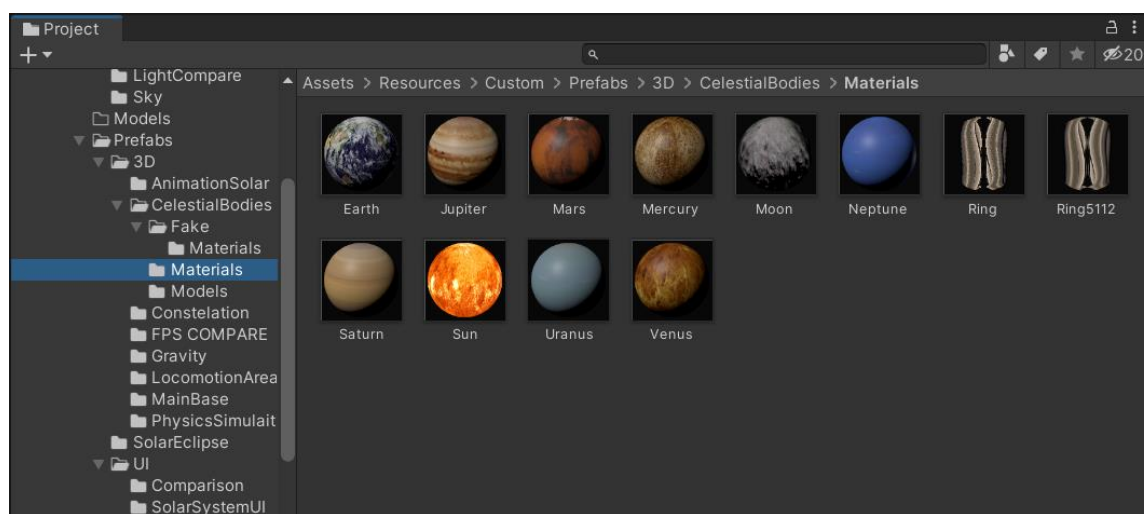 Project
20
LightCompare
Sky
Models
Prefabs
3D
AnimationSolar
CelestialBodies
Fake
Materials
Materials
Models
Constelation
FPS COMPARE
Gravity
LocomotionArea
MainBase
PhysicsSimulait
SolarEclipse
UI
Comparison
SolarSystemUI
Assets > Resources > Custom > Prefabs > 3D > CelestialBodies > Materials
Earth Jupiter Mars Mercury Moon Neptune Ring Ring5112
Saturn Sun Uranus Venus